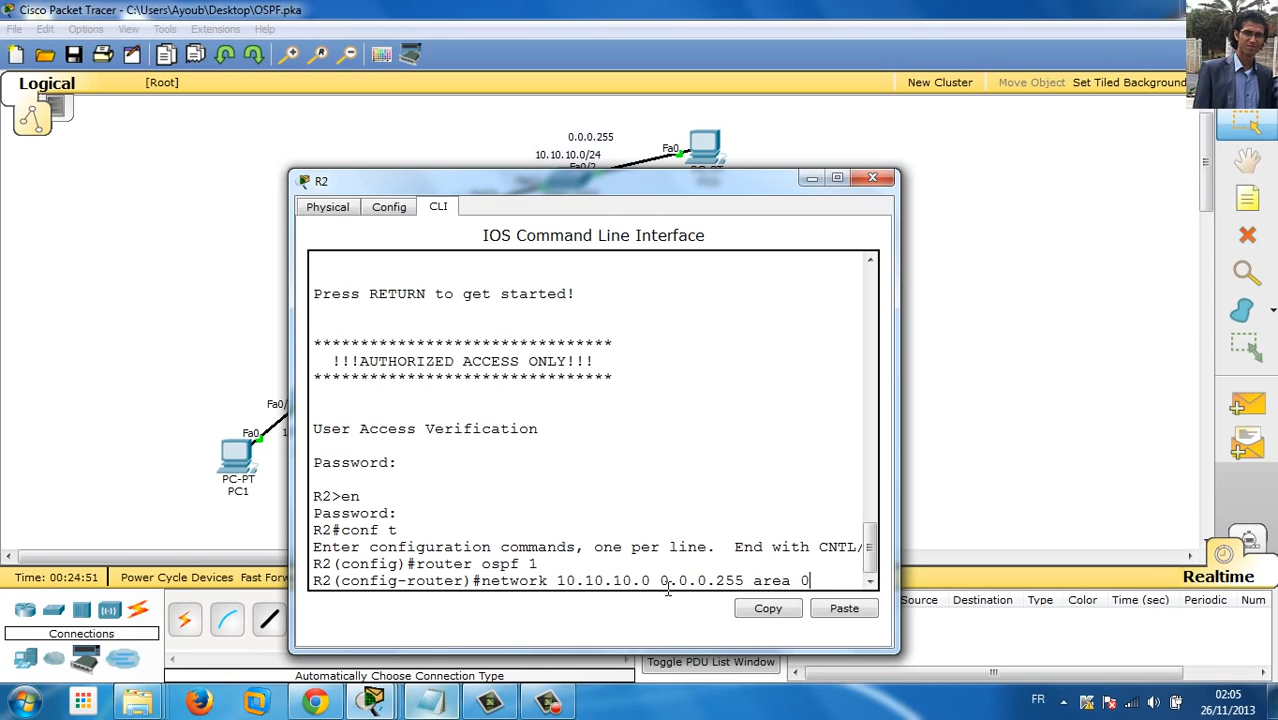 Cisco Packet Tracer - C:\Users\Ayoub\Desktop\OSPF.pka
File Edit Options View Tools Extensions Help
Logical [Root] New Cluster Move Object Set Tiled Background
0.0.0.255
10.10.10.0/24
Fa0
Fa0/2
R2
Physical Config CLI
IOS Command Line Interface
Press RETURN to get started!
********************************
!!!AUTHORIZED ACCESS ONLY!!!
********************************
User Access Verification
Password:
R2>en
Password:
R2#conf t
Enter configuration commands, one per line.  End with CNTL/
R2(config)#router ospf 1
R2(config-router)#network 10.10.10.0 0.0.0.255 area 0
Copy Paste
Fa0/
Fa0
PC-PT
PC1
Time: 00:24:51 Power Cycle Devices Realtime
Connections
Automatically Choose Connection Type
Toggle PDU List Window
Source Destination Type Color Time (sec) Periodic Num
FR
02:05
26/11/2013